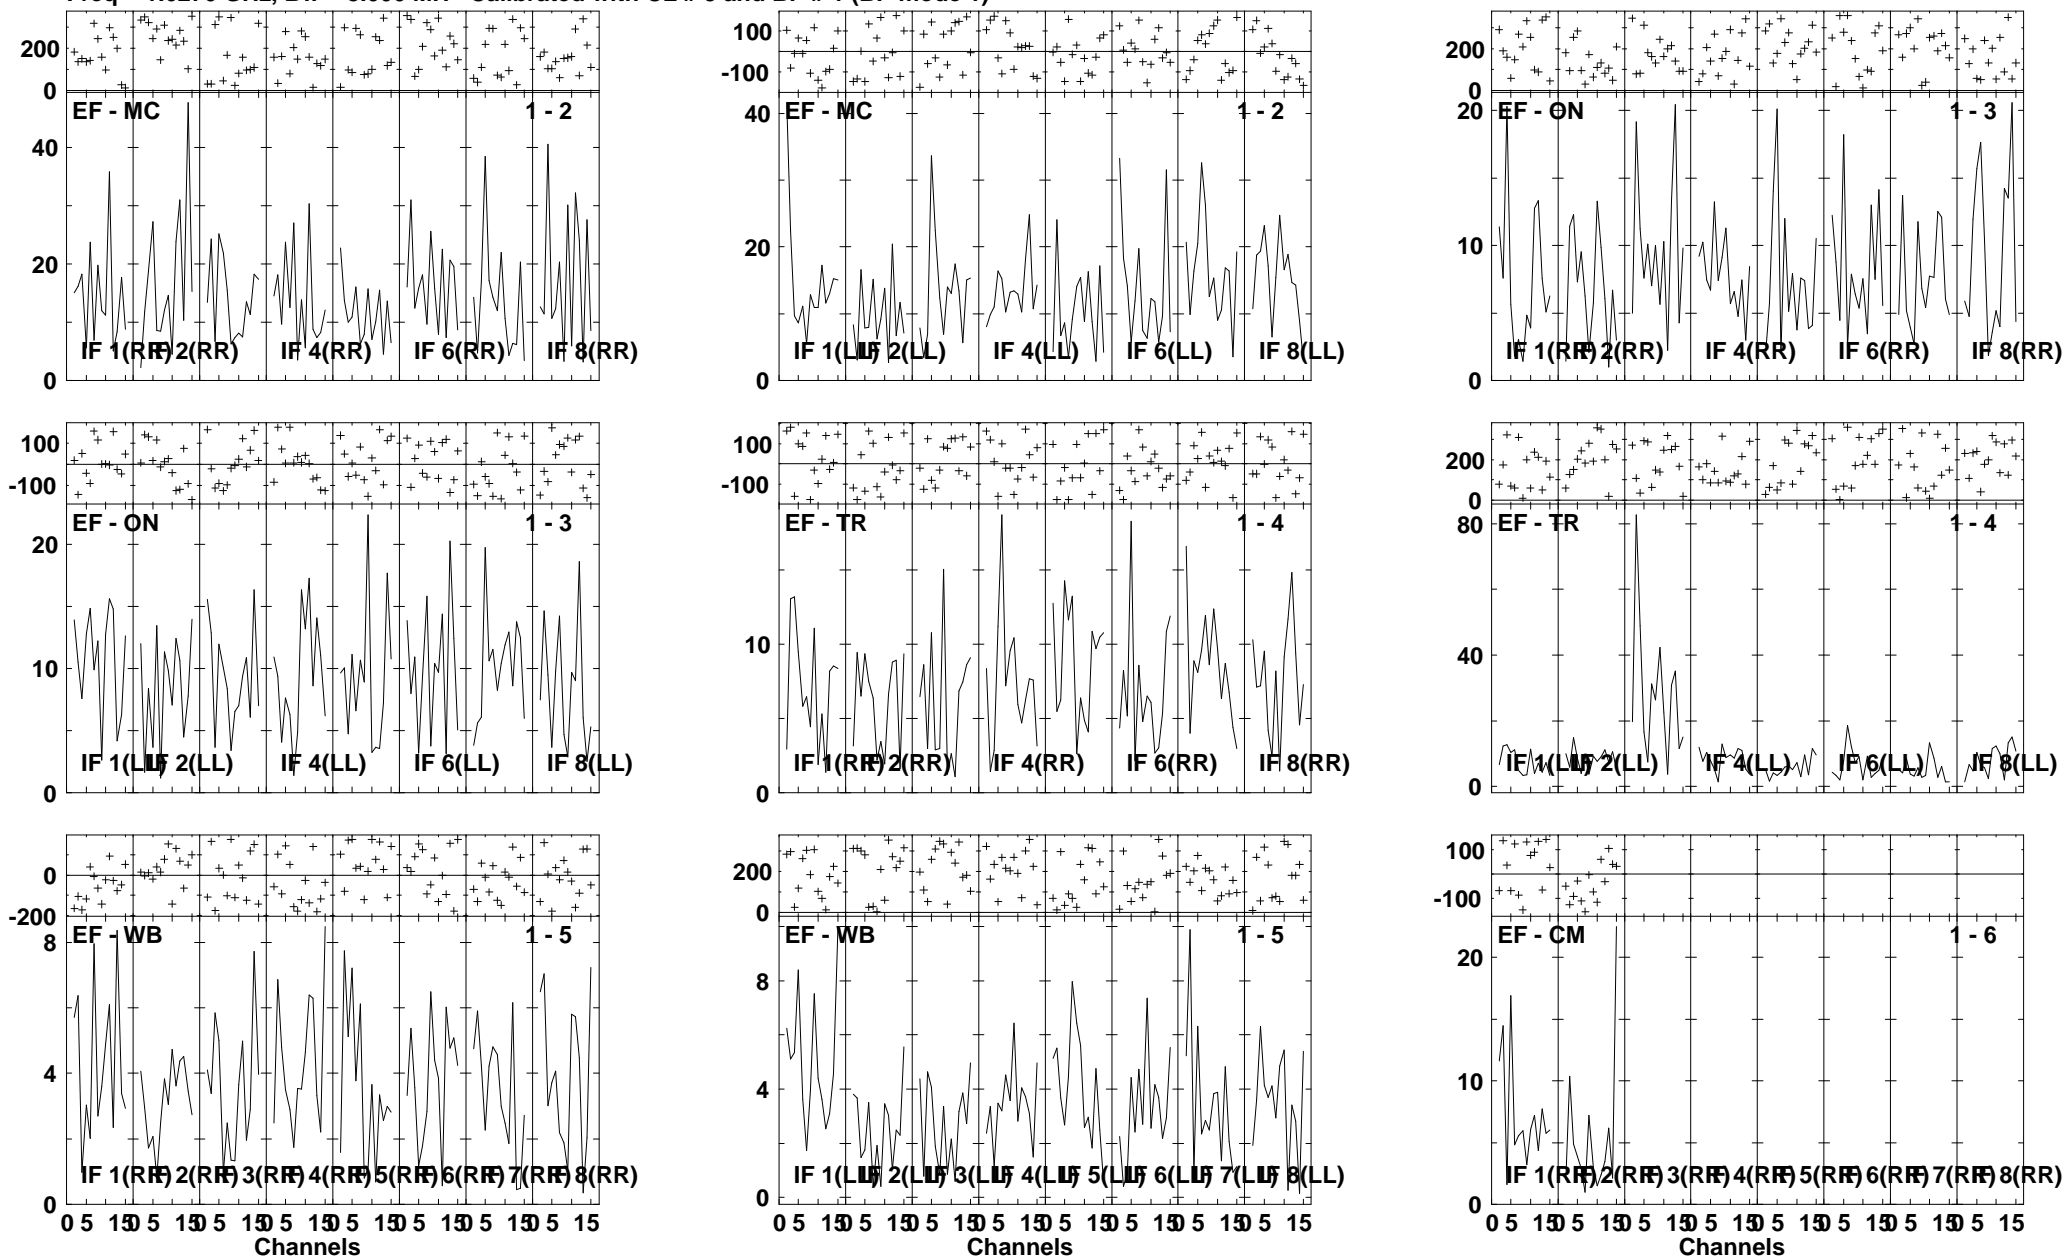 200
0
EF - MC 1 - 2
40
20
0
IF 1(RR) IF 2(RR) IF 4(RR) IF 6(RR) IF 8(RR)
100
-100
EF - MC 1 - 2
40
20
0
IF 1(LL) IF 2(LL) IF 4(LL) IF 6(LL) IF 8(LL)
200
0
EF - ON 1 - 3
20
10
0
IF 1(RR) IF 2(RR) IF 4(RR) IF 6(RR) IF 8(RR)
100
-100
EF - ON 1 - 3
20
10
0
IF 1(LL) IF 2(LL) IF 4(LL) IF 6(LL) IF 8(LL)
100
-100
EF - TR 1 - 4
10
0
IF 1(RR) IF 2(RR) IF 4(RR) IF 6(RR) IF 8(RR)
200
0
EF - TR 1 - 4
80
40
0
IF 1(LL) IF 2(LL) IF 4(LL) IF 6(LL) IF 8(LL)
0
-200
EF - WB 1 - 5
8
4
0
IF 1(RR) IF 2(RR) IF 3(RR) IF 4(RR) IF 5(RR) IF 6(RR) IF 7(RR) IF 8(RR)
0 5 15 0 5 15 0 5 15 0 5 15 0 5 15 0 5 15 0 5 15 0 5 15
Channels
200
0
EF - WB 1 - 5
8
4
0
IF 1(LL) IF 2(LL) IF 3(LL) IF 4(LL) IF 5(LL) IF 6(LL) IF 7(LL) IF 8(LL)
0 5 15 0 5 15 0 5 15 0 5 15 0 5 15 0 5 15 0 5 15 0 5 15
Channels
100
-100
EF - CM 1 - 6
20
10
0
IF 1(RR) IF 2(RR) IF 3(RR) IF 4(RR) IF 5(RR) IF 6(RR) IF 7(RR) IF 8(RR)
0 5 15 0 5 15 0 5 15 0 5 15 0 5 15 0 5 15 0 5 15 0 5 15
Channels